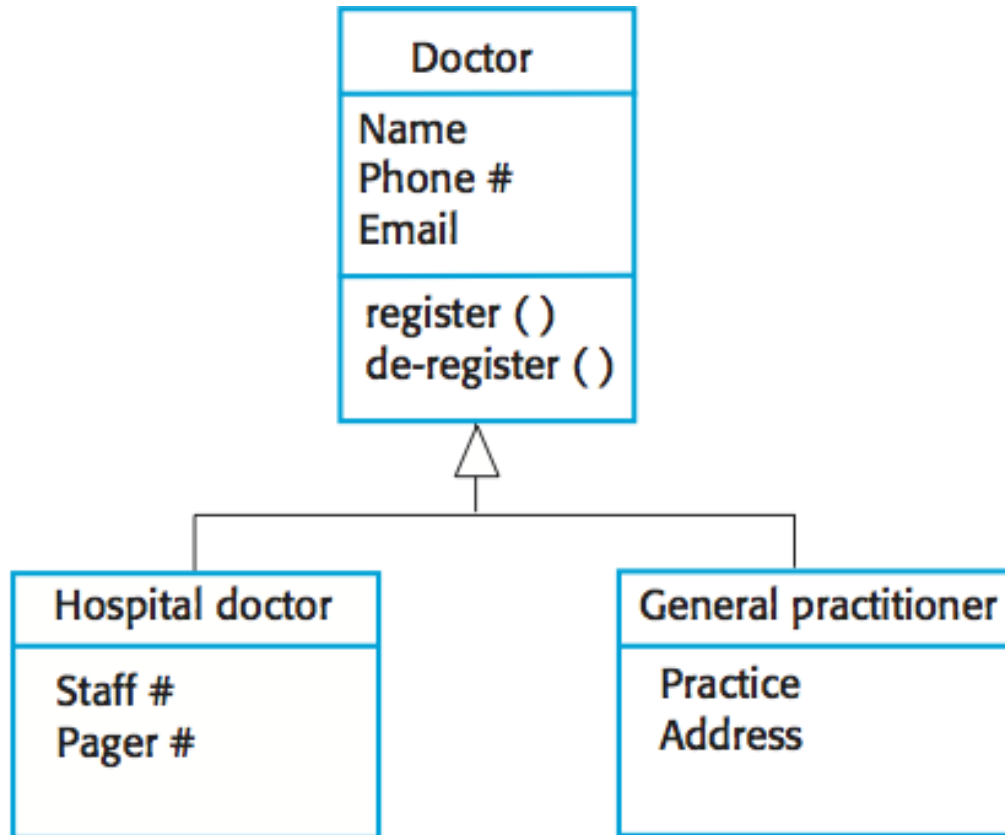 Doctor
Name
Phone #
Email
register ( )
de-register ( )
Hospital doctor
Staff #
Pager #
General practitioner
Practice
Address